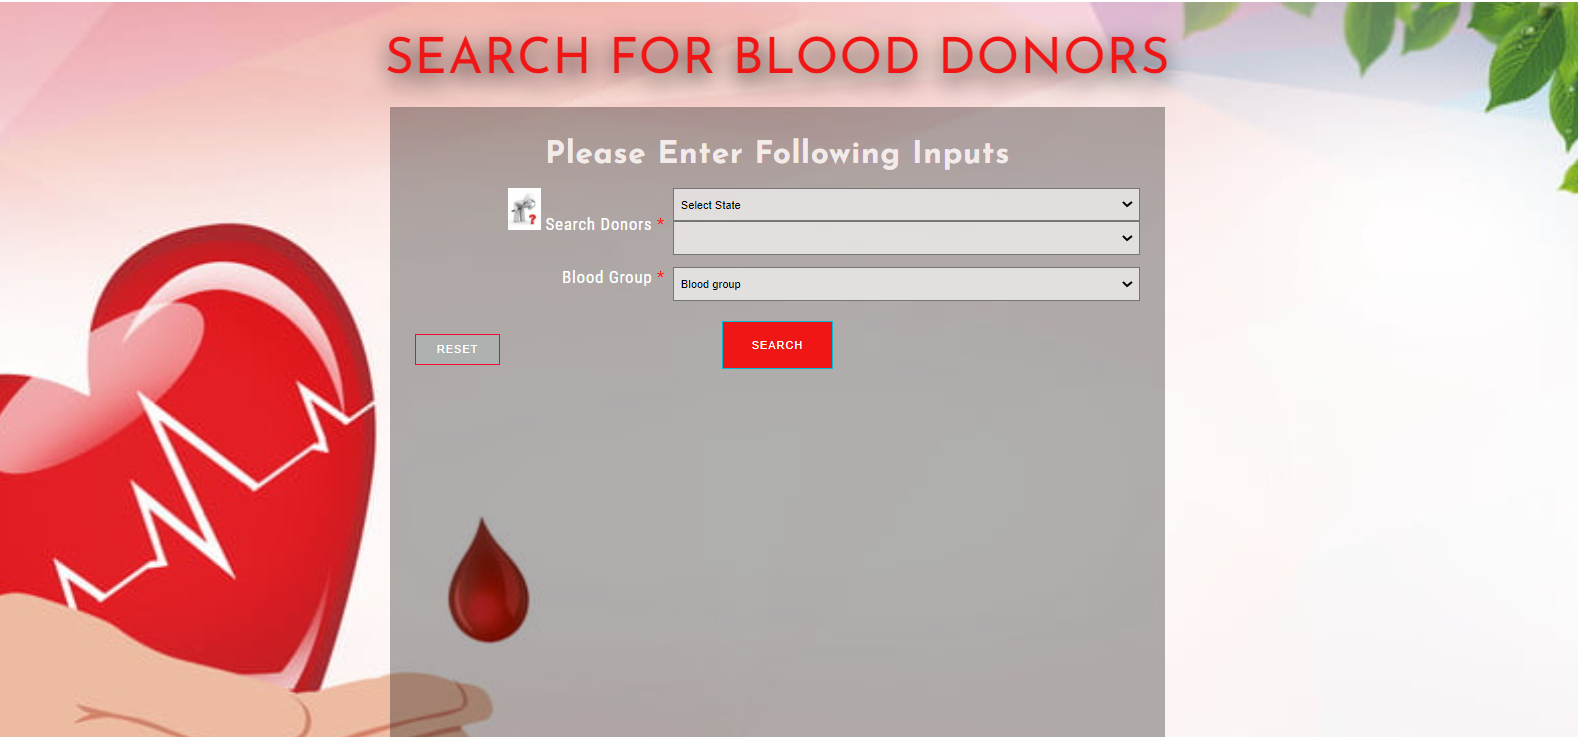 SEARCH FOR BLOOD DONORS
Please Enter Following Inputs
? Search Donors * Select State
Blood Group * Blood group
RESET SEARCH